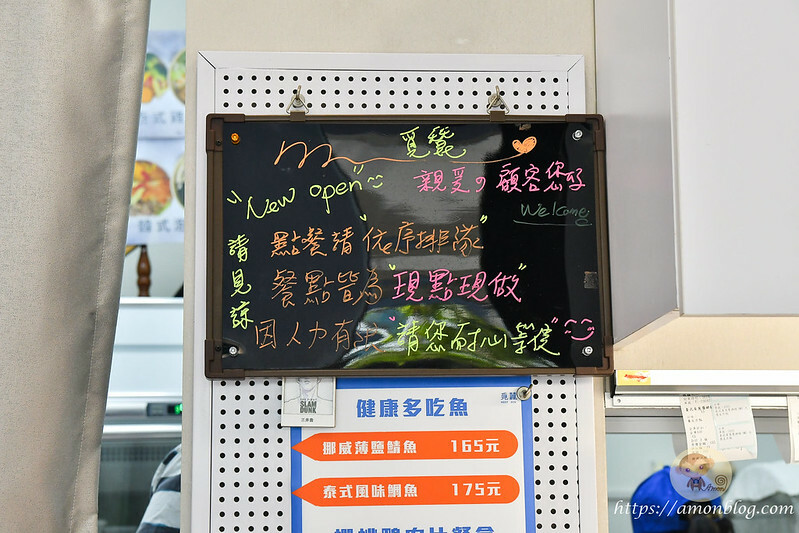 覓籠
"New open"
親愛の顧客您好
Welcome
點餐請"依序排隊"
餐點皆為"現點現做"
因人力有限"請您耐心等候"
請見諒
SLAM
DUNK
健康多吃魚
挪威薄鹽鯖魚 165元
泰式風味鯛魚 175元
https://amonblog.com